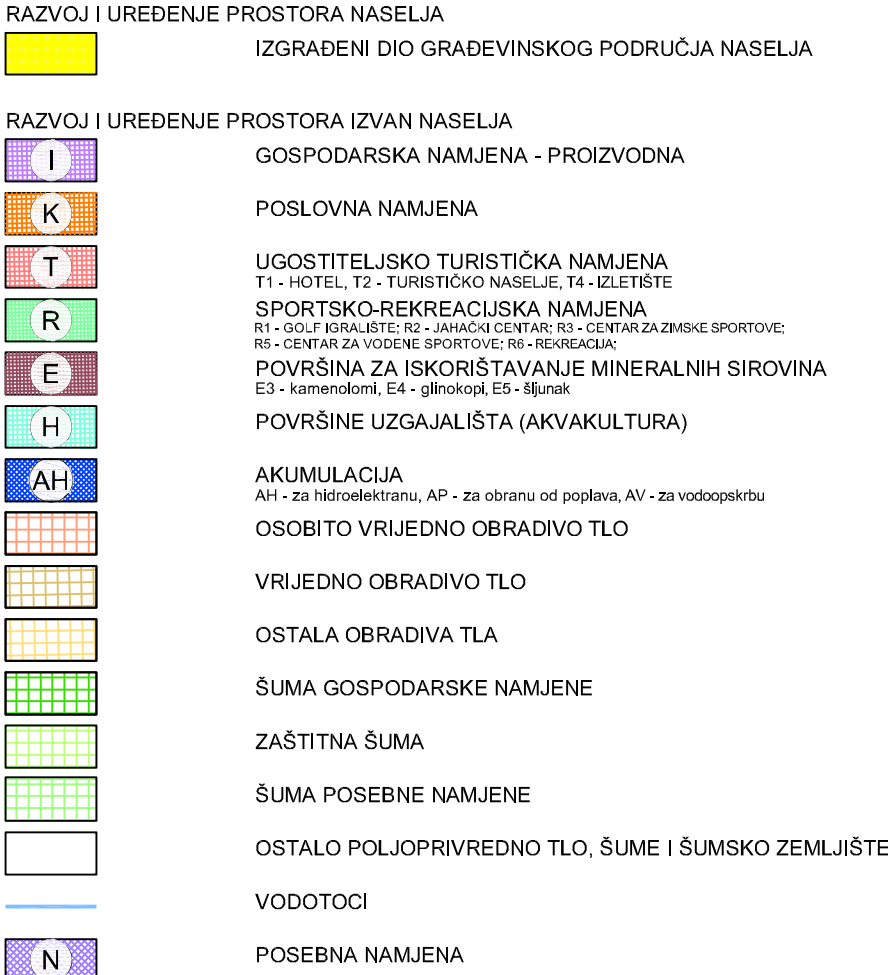 RAZVOJ I UREĐENJE PROSTORA NASELJA
IZGRAĐENI DIO GRAĐEVINSKOG PODRUČJA NASELJA
RAZVOJ I UREĐENJE PROSTORA IZVAN NASELJA
I GOSPODARSKA NAMJENA - PROIZVODNA
K POSLOVNA NAMJENA
T UGOSTITELJSKO TURISTIČKA NAMJENA
T1 - HOTEL, T2 - TURISTIČKO NASELJE, T4 - IZLETIŠTE
R SPORTSKO-REKREACIJSKA NAMJENA
R1 - GOLF IGRALIŠTE; R2 - JAHAČKI CENTAR; R3 - CENTAR ZA ZIMSKE SPORTOVE;
R5 - CENTAR ZA VODENE SPORTOVE; R6 - REKREACIJA;
E POVRŠINA ZA ISKORIŠTAVANJE MINERALNIH SIROVINA
E3 - kamenolomi, E4 - glinokopi, E5 - šljunak
H POVRŠINE UZGAJALIŠTA (AKVAKULTURA)
AH AKUMULACIJA
AH - za hidroelektranu, AP - za obranu od poplava, AV - za vodoopskrbu
OSOBITO VRIJEDNO OBRADIVO TLO
VRIJEDNO OBRADIVO TLO
OSTALA OBRADIVA TLA
ŠUMA GOSPODARSKE NAMJENE
ZAŠTITNA ŠUMA
ŠUMA POSEBNE NAMJENE
OSTALO POLJOPRIVREDNO TLO, ŠUME I ŠUMSKO ZEMLJIŠTE
VODOTOCI
N POSEBNA NAMJENA